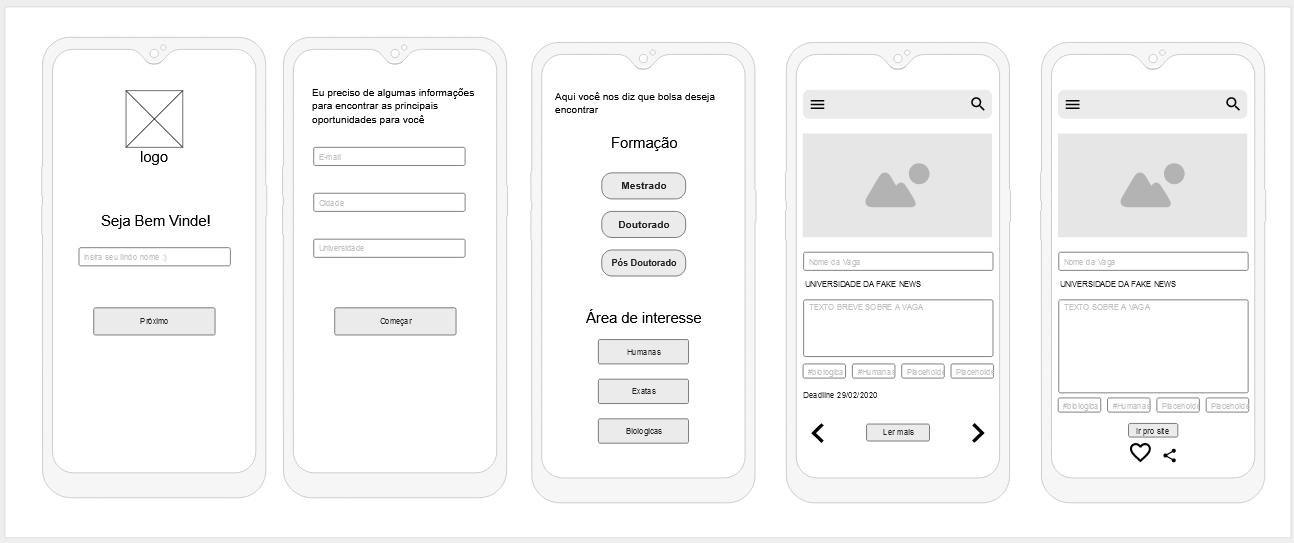 logo
Seja Bem Vinde!
Insira seu lindo nome :)
Próximo
Eu preciso de algumas informações
para encontrar as principais
oportunidades para você
E-mail
Cidade
Universidade
Começar
Aqui você nos diz que bolsa deseja
encontrar
Formação
Mestrado
Doutorado
Pós Doutorado
Área de interesse
Humanas
Exatas
Biologicas
Nome da Vaga
UNIVERSIDADE DA FAKE NEWS
TEXTO BREVE SOBRE A VAGA
#biologica #Humanas Placeholde Placeholde
Deadline 29/02/2020
Ler mais
Nome da Vaga
UNIVERSIDADE DA FAKE NEWS
TEXTO SOBRE A VAGA
#biologica #Humanas Placeholde Placeholde
Ir pro site